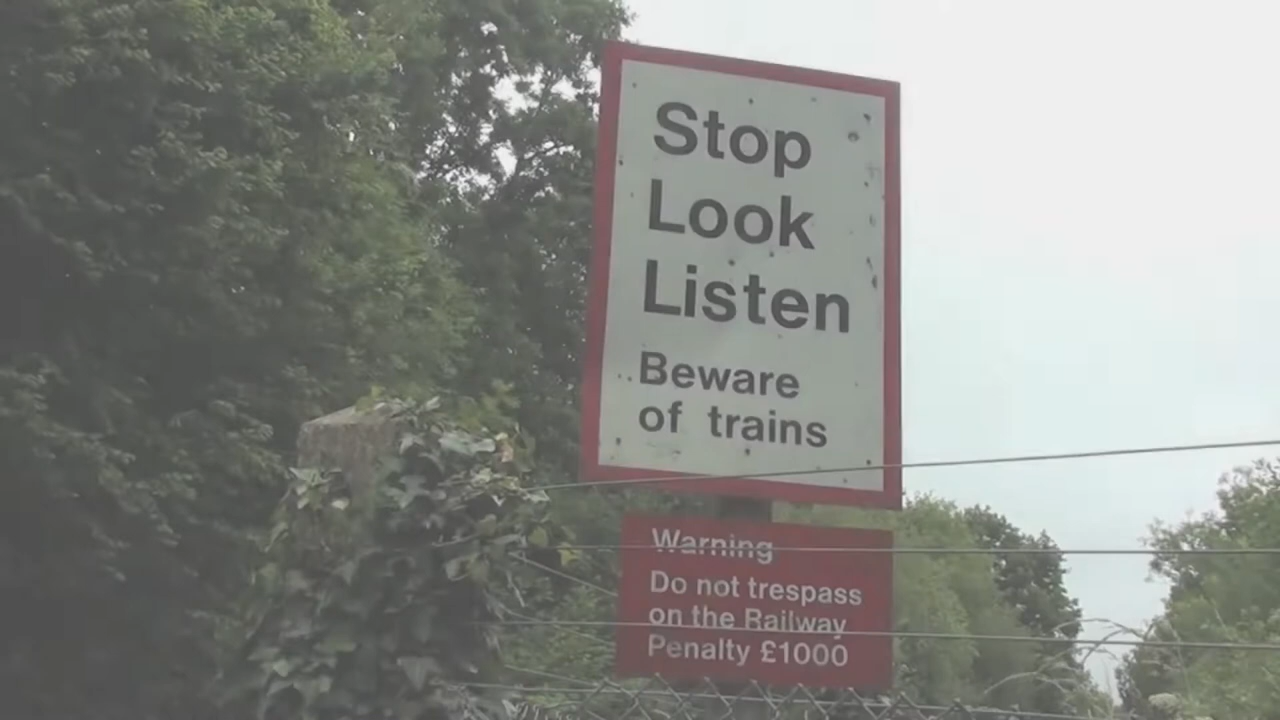 Stop
Look
Listen
Beware
of trains
Warning
Do not trespass
on the Railway
Penalty £1000